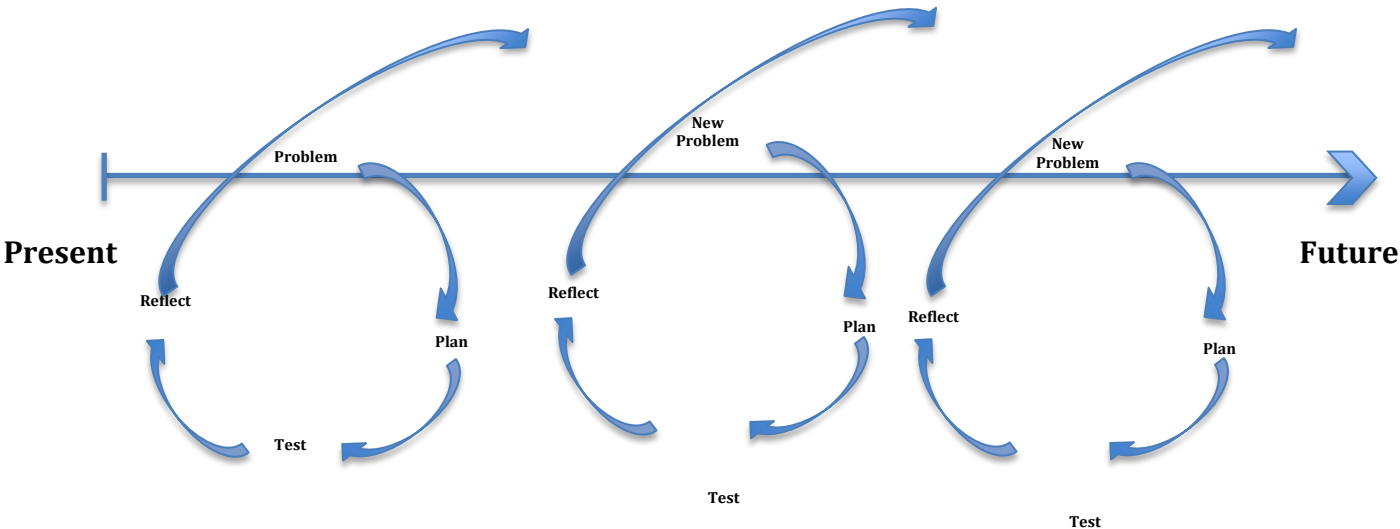 New
Problem
New
Problem
Problem
Present
Future
Reflect
Reflect
Reflect
Plan
Plan
Plan
Test
Test
Test